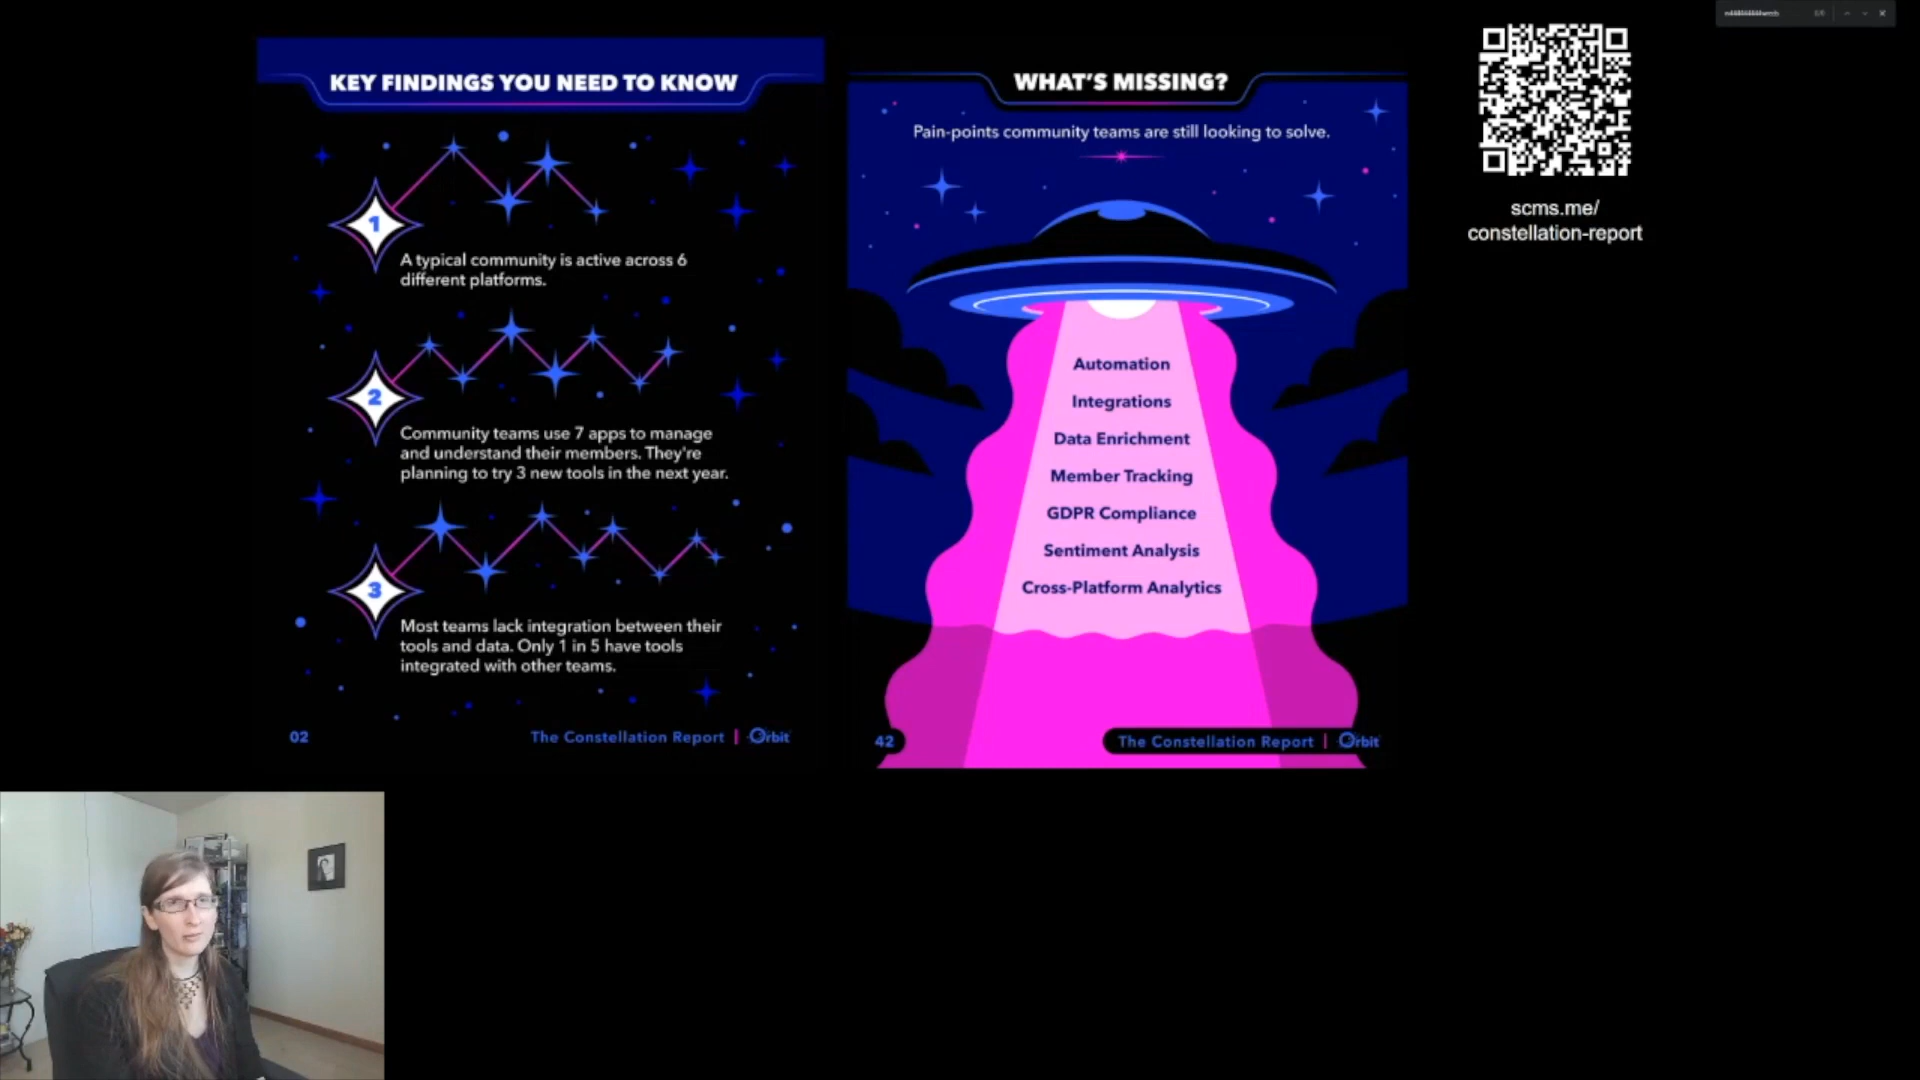 KEY FINDINGS YOU NEED TO KNOW
1
A typical community is active across 6
different platforms.
2
Community teams use 7 apps to manage
and understand their members. They're
planning to try 3 new tools in the next year.
3
Most teams lack integration between their
tools and data. Only 1 in 5 have tools
integrated with other teams.
02
The Constellation Report | Orbit
WHAT'S MISSING?
Pain-points community teams are still looking to solve.
Automation
Integrations
Data Enrichment
Member Tracking
GDPR Compliance
Sentiment Analysis
Cross-Platform Analytics
42
The Constellation Report | Orbit
scms.me/
constellation-report